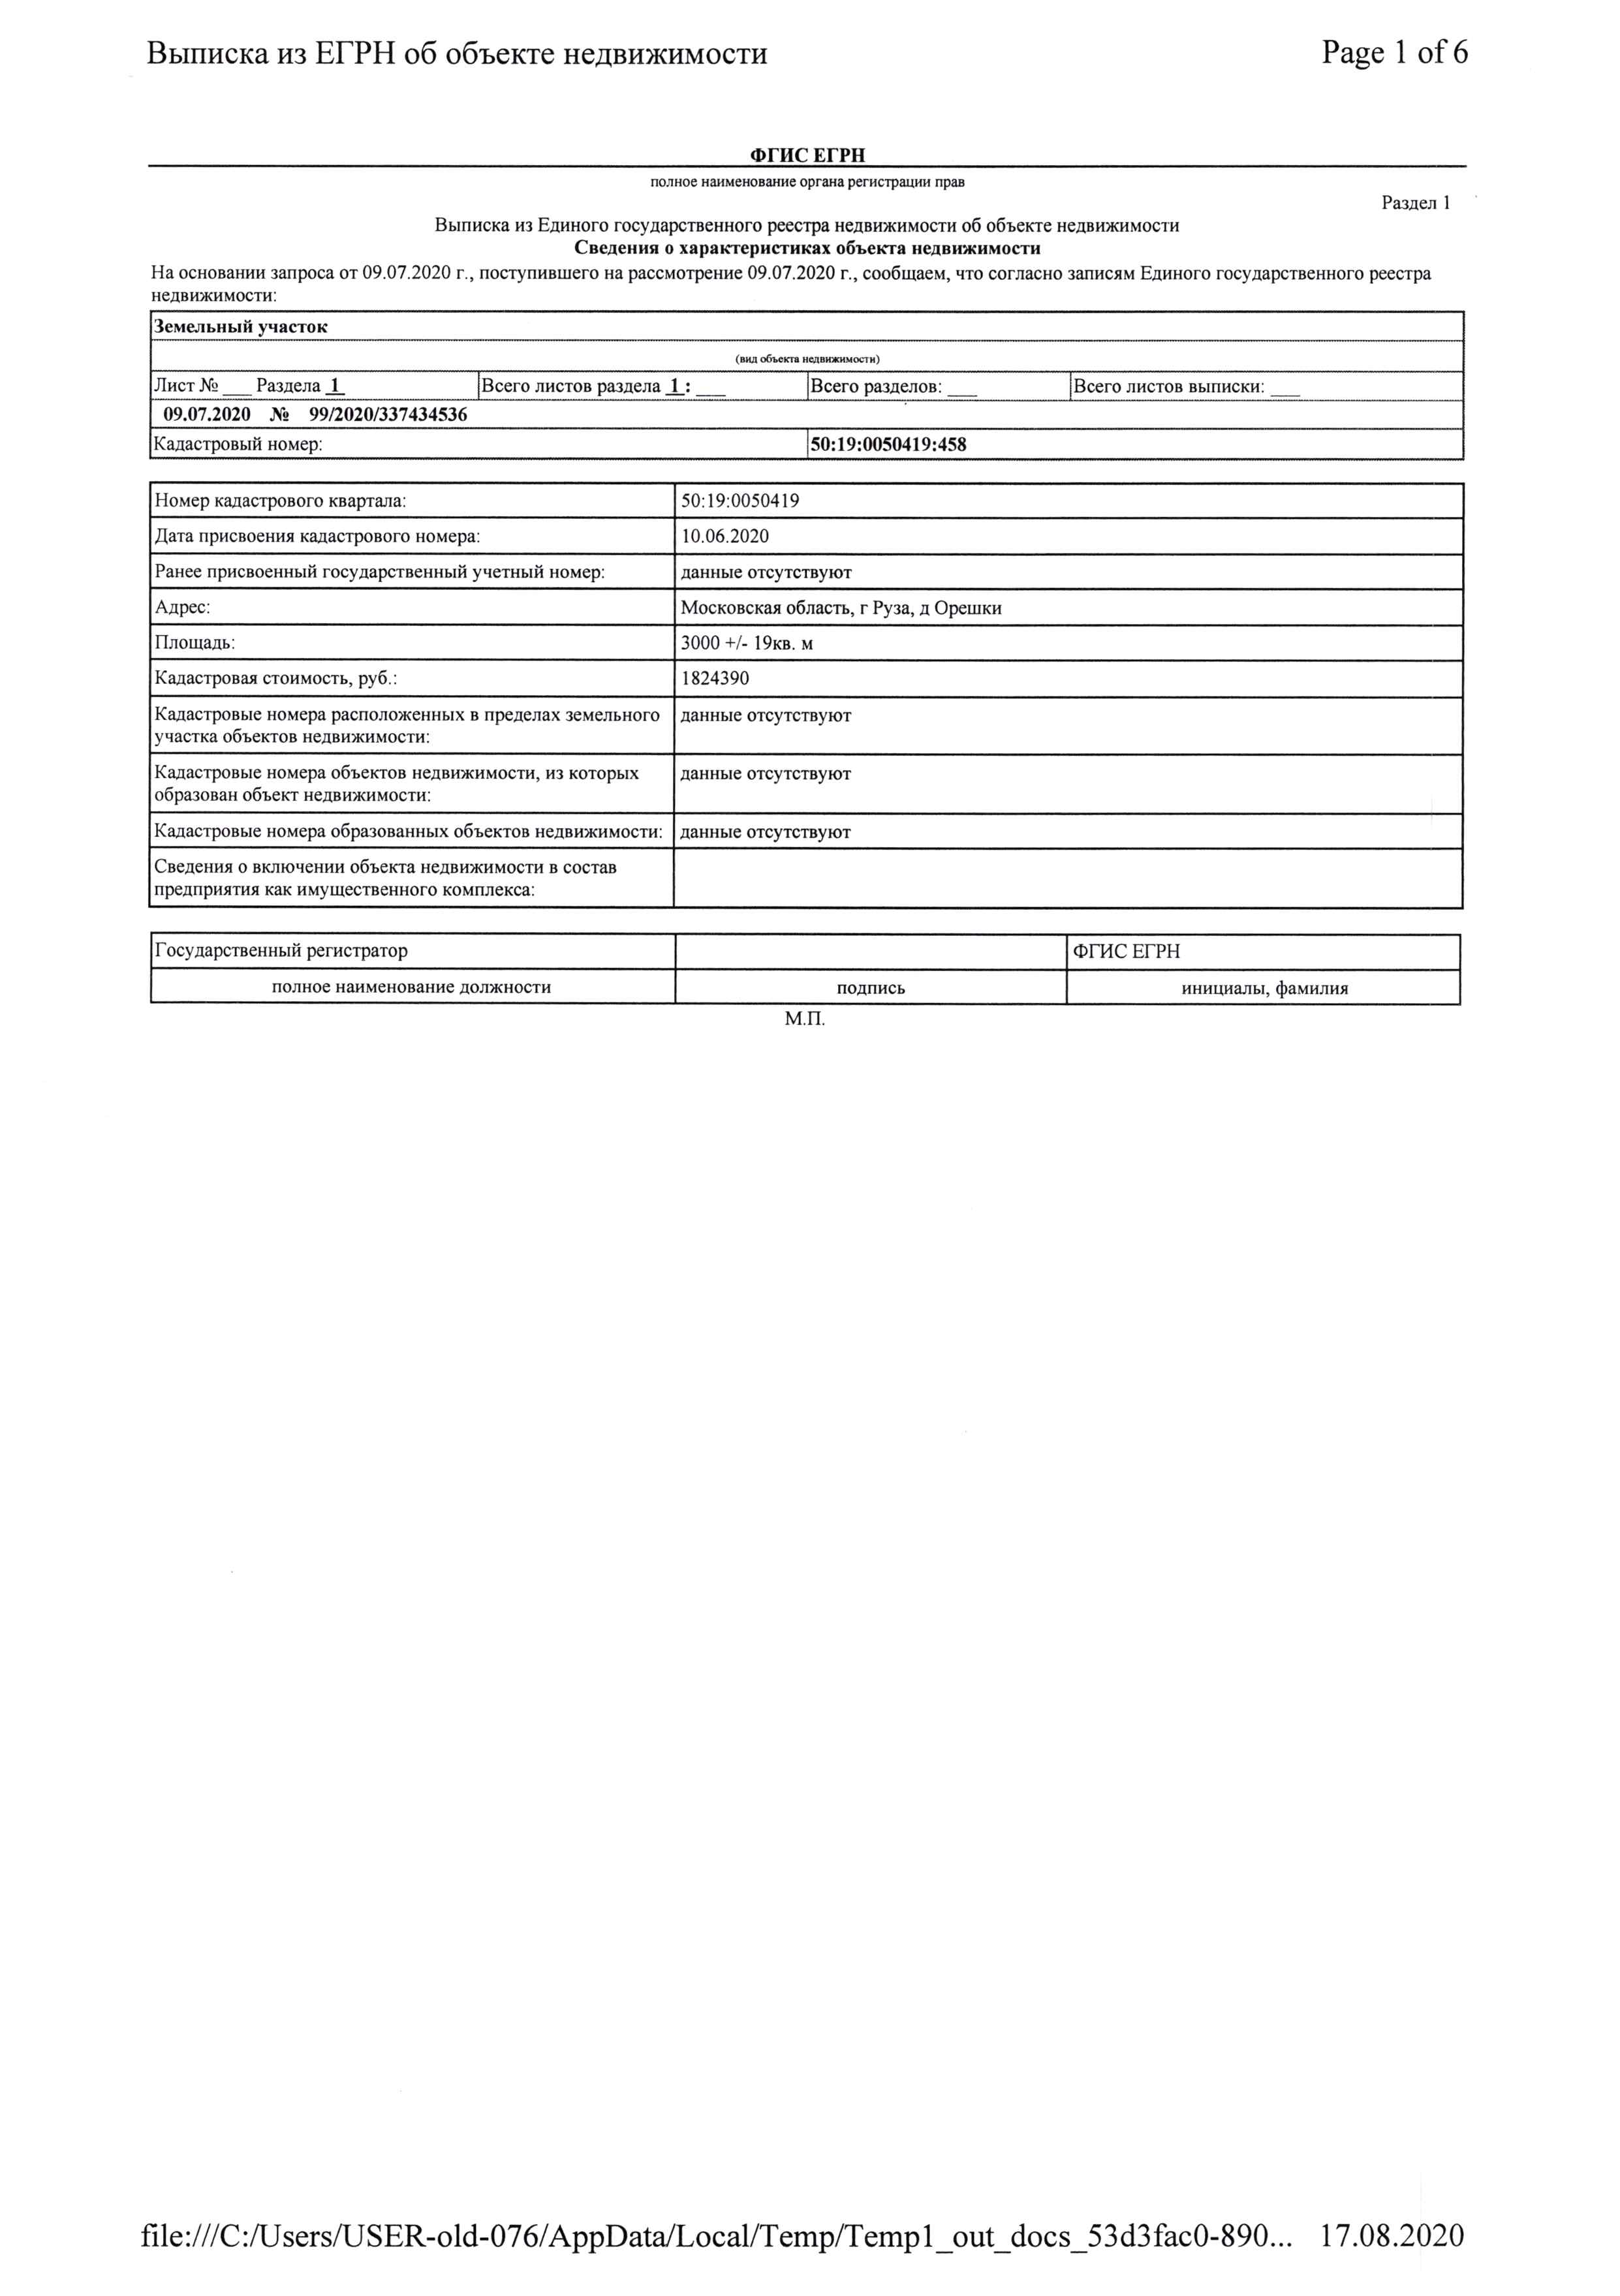 Выписка из ЕГРН об объекте недвижимости Page 1 of 6
ФГИС ЕГРН
полное наименование органа регистрации прав
Раздел 1
Выписка из Единого государственного реестра недвижимости об объекте недвижимости
Сведения о характеристиках объекта недвижимости
На основании запроса от 09.07.2020 г., поступившего на рассмотрение 09.07.2020 г., сообщаем, что согласно записям Единого государственного реестра
недвижимости:
Земельный участок
(вид объекта недвижимости)
Лист № ___ Раздела 1 Всего листов раздела 1 : ___ Всего разделов: ___ Всего листов выписки: ___
09.07.2020 № 99/2020/337434536
Кадастровый номер: 50:19:0050419:458
Номер кадастрового квартала: 50:19:0050419
Дата присвоения кадастрового номера: 10.06.2020
Ранее присвоенный государственный учетный номер: данные отсутствуют
Адрес: Московская область, г Руза, д Орешки
Площадь: 3000 +/- 19кв. м
Кадастровая стоимость, руб.: 1824390
Кадастровые номера расположенных в пределах земельного данные отсутствуют
участка объектов недвижимости:
Кадастровые номера объектов недвижимости, из которых данные отсутствуют
образован объект недвижимости:
Кадастровые номера образованных объектов недвижимости: данные отсутствуют
Сведения о включении объекта недвижимости в состав
предприятия как имущественного комплекса:
Государственный регистратор ФГИС ЕГРН
полное наименование должности подпись инициалы, фамилия
М.П.
file:///C:/Users/USER-old-076/AppData/Local/Temp/Temp1_out_docs_53d3fac0-890... 17.08.2020